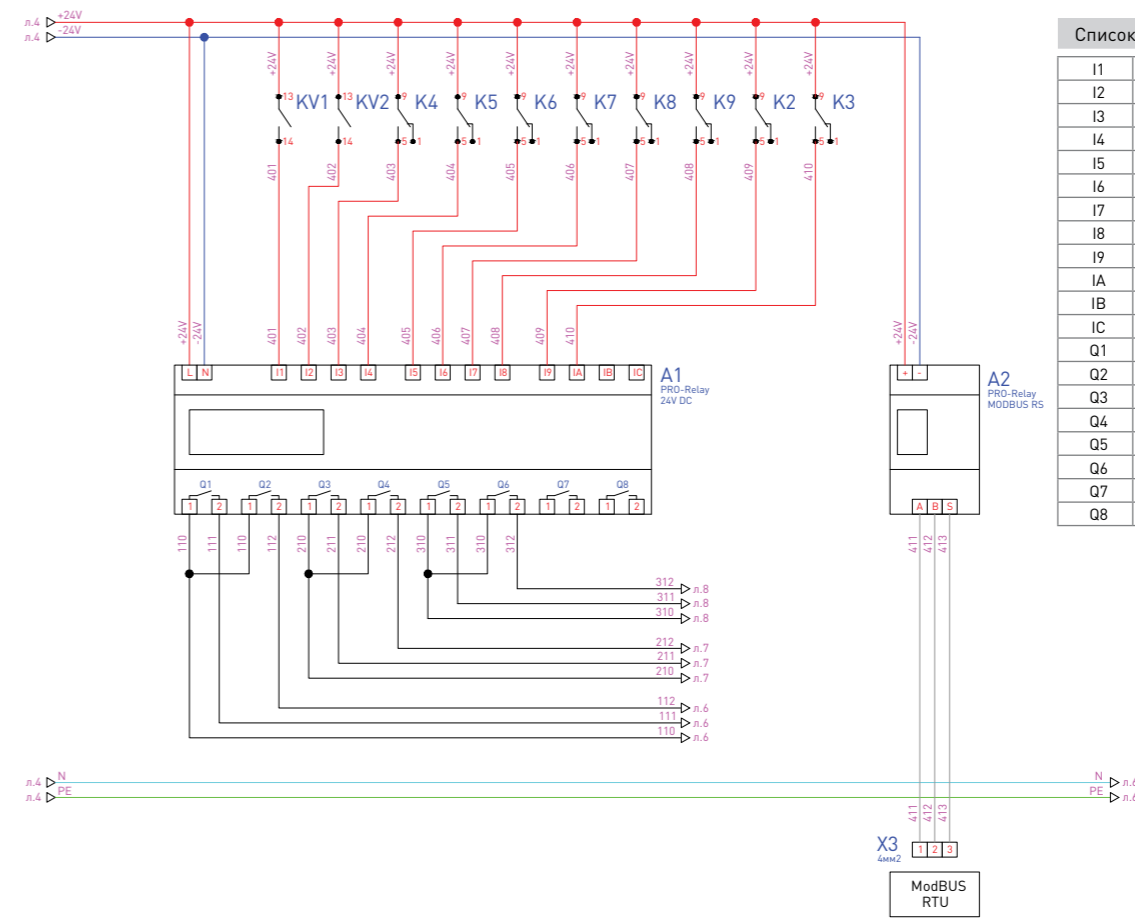 л.4 +24V
л.4 -24V
Список
+24V +24V +24V +24V +24V +24V +24V +24V +24V +24V
13 KV1 13 KV2 9 K4 9 K5 9 K6 9 K7 9 K8 9 K9 9 K2 9 K3
14 14 5 1 5 1 5 1 5 1 5 1 5 1 5 1 5 1
401 402 403 404 405 406 407 408 409 410
+24V -24V 401 402 403 404 405 406 407 408 409 410 +24V -24V
L N I1 I2 I3 I4 I5 I6 I7 I8 I9 IA IB IC
A1
PRO-Relay
24V DC
+ -
A2
PRO-Relay
MODBUS RS
Q1 Q2 Q3 Q4 Q5 Q6 Q7 Q8
1 2 1 2 1 2 1 2 1 2 1 2 1 2 1 2
A B S
110 111 110 112 210 211 210 212 310 311 310 312
411 412 413
312 л.8
311 л.8
310 л.8
212 л.7
211 л.7
210 л.7
112 л.6
111 л.6
110 л.6
л.4 N
л.4 PE
N л.6
PE л.6
411 412 413
X3
4мм2
1 2 3
ModBUS
RTU
I1
I2
I3
I4
I5
I6
I7
I8
I9
IA
IB
IC
Q1
Q2
Q3
Q4
Q5
Q6
Q7
Q8